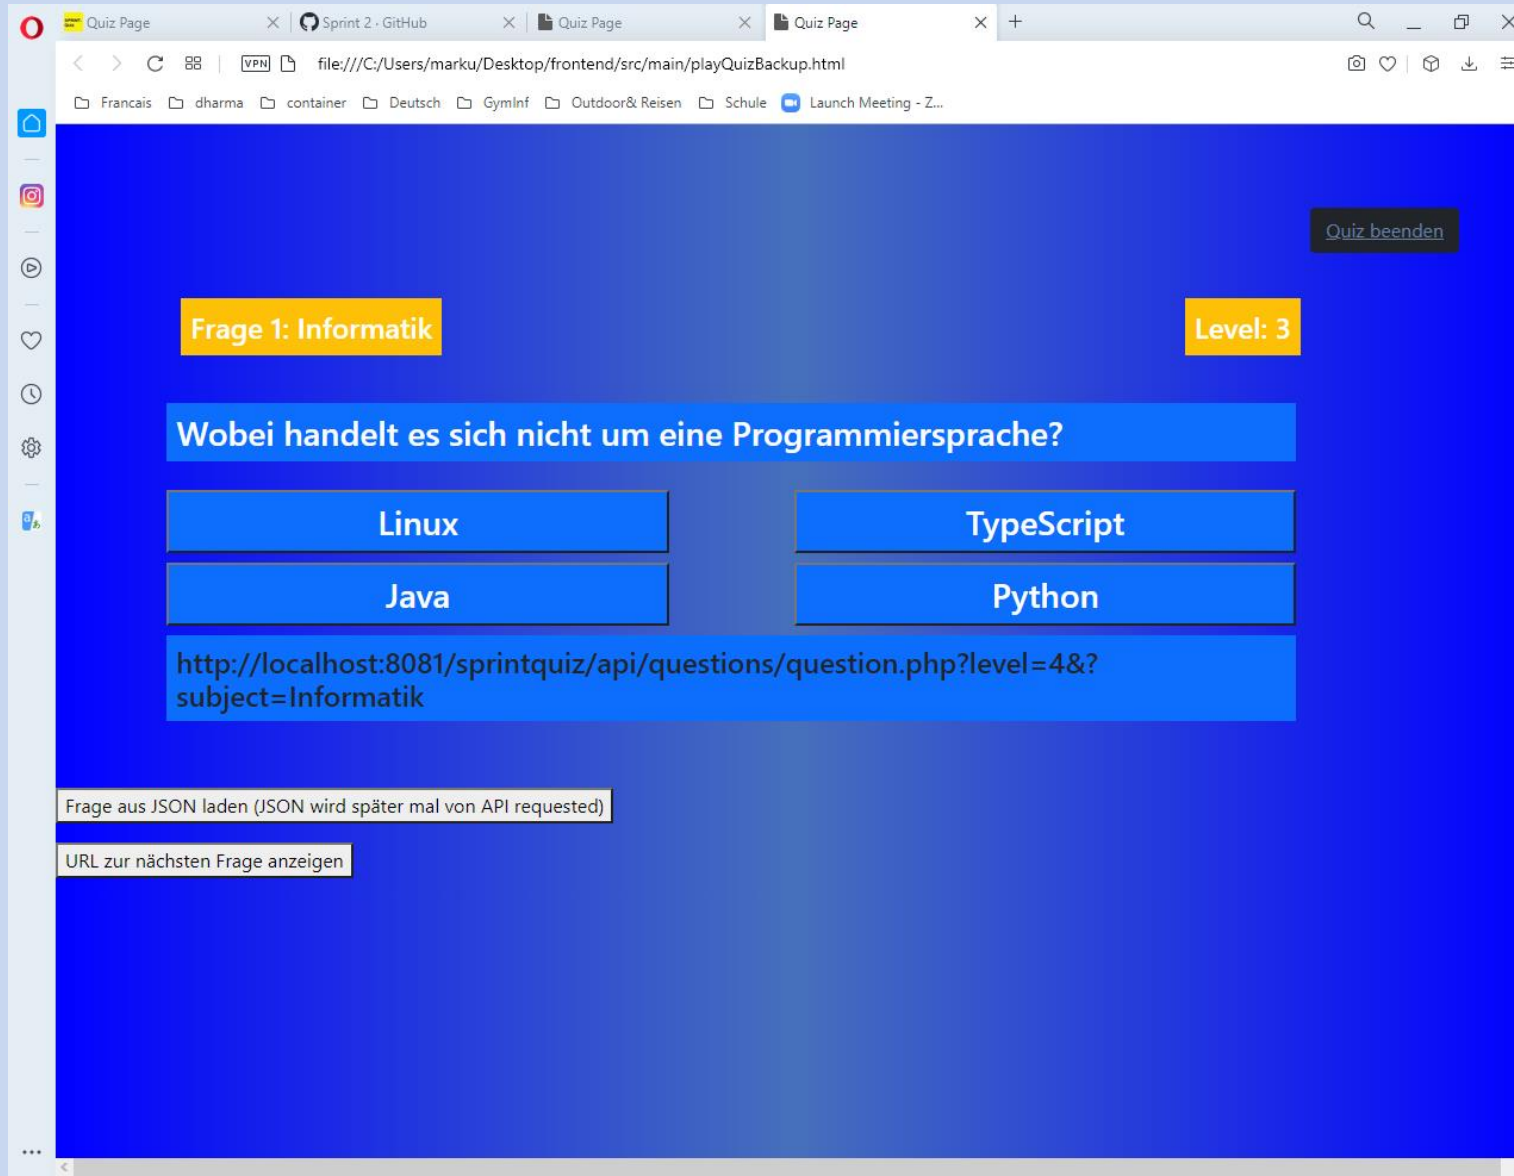 Quiz Page
Sprint 2 · GitHub
Quiz Page
Quiz Page
VPN
file:///C:/Users/marku/Desktop/frontend/src/main/playQuizBackup.html
Francais
dharma
container
Deutsch
GymInf
Outdoor& Reisen
Schule
Launch Meeting - Z...
Quiz beenden
Frage 1: Informatik
Level: 3
Wobei handelt es sich nicht um eine Programmiersprache?
Linux
TypeScript
Java
Python
http://localhost:8081/sprintquiz/api/questions/question.php?level=4&?
subject=Informatik
Frage aus JSON laden (JSON wird später mal von API requested)
URL zur nächsten Frage anzeigen